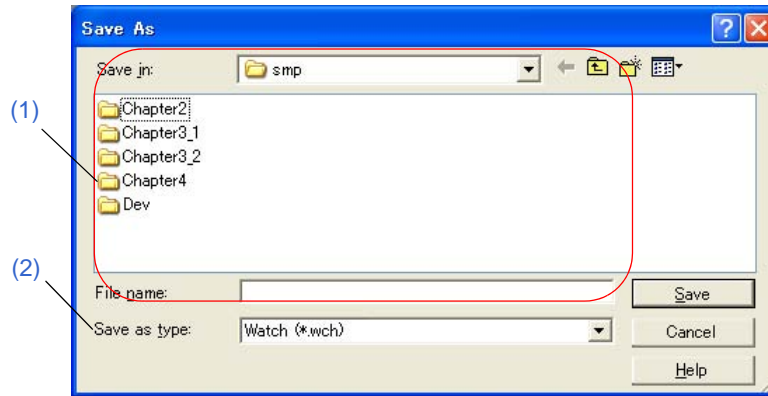 Save As
Save in:
smp
(1)
Chapter2
Chapter3_1
Chapter3_2
Chapter4
Dev
(2)
File name:
Save
Save as type:
Watch (*.wch)
Cancel
Help